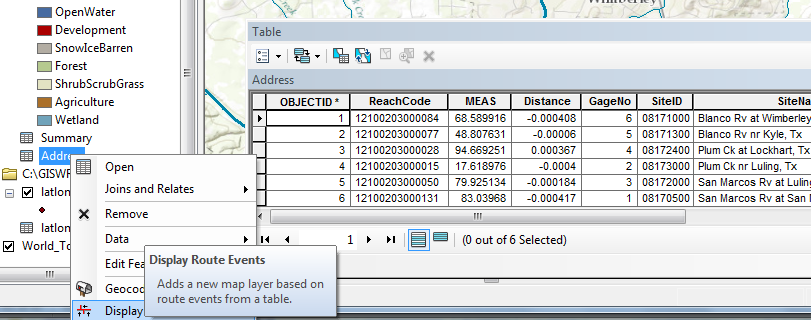 Wimberley
OpenWater
Development
SnowIceBarren
Forest
ShrubScrubGrass
Agriculture
Wetland
Summary
Addre
C:\GISWR
latlon
latlon
World_To
Table
Address
OBJECTID * ReachCode MEAS Distance GageNo SiteID SiteNa
1 12100203000084 68.589916 -0.000408 6 08171000 Blanco Rv at Wimberley
2 12100203000077 48.807631 -0.00006 5 08171300 Blanco Rv nr Kyle, Tx
3 12100203000028 94.669251 0.000367 4 08172400 Plum Ck at Lockhart, Tx
4 12100203000015 17.618976 -0.0004 2 08173000 Plum Ck nr Luling, Tx
5 12100203000050 79.925134 -0.000184 3 08172000 San Marcos Rv at Luling
6 12100203000131 83.03968 -0.000417 1 08170500 San Marcos Rv at San M
1 (0 out of 6 Selected)
Open
Joins and Relates
Remove
Data
Edit Fea
Geocod
Display
Display Route Events
Adds a new map layer based on
route events from a table.